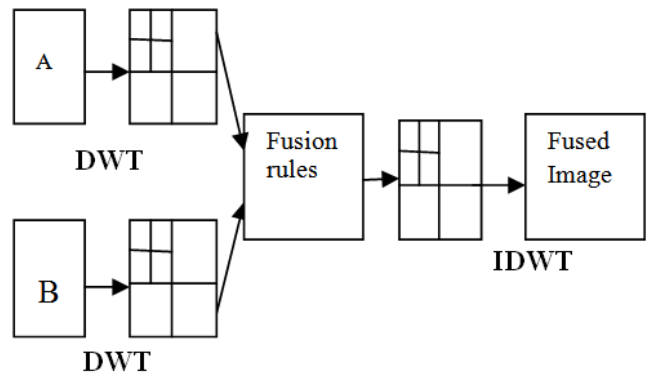 A
DWT
Fusion
rules
Fused
Image
IDWT
B
DWT